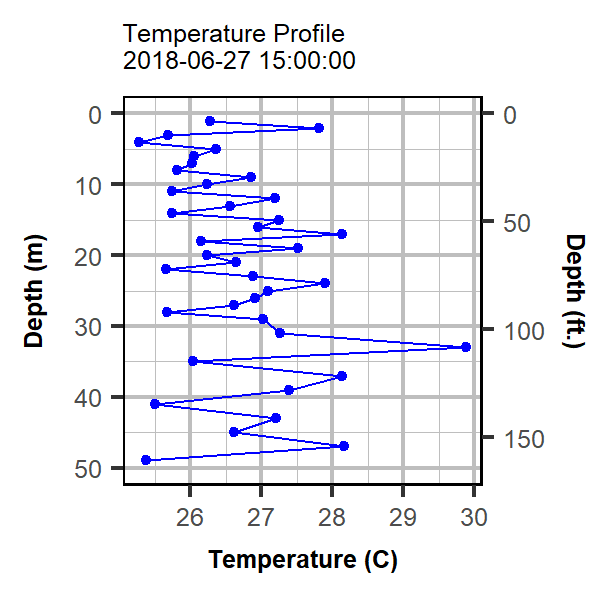 Temperature Profile
2018-06-27 15:00:00
0
10
20
30
40
50
Depth (m)
0
50
100
150
Depth (ft.)
26 27 28 29 30
Temperature (C)